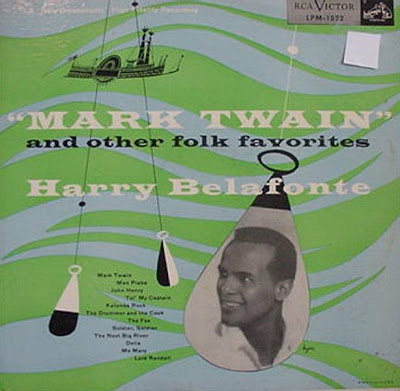 RCA VICTOR
LPM-1022
"MARK TWAIN"
and other folk favorites
Harry Belafonte
Mark Twain
Man Piaba
John Henry
Tol' My Captain
Kalenda Rock
The Drummer and the Cook
The Fox
Soldier, Soldier
The Next Big River
Delia
Mo Mary
Lord Randall